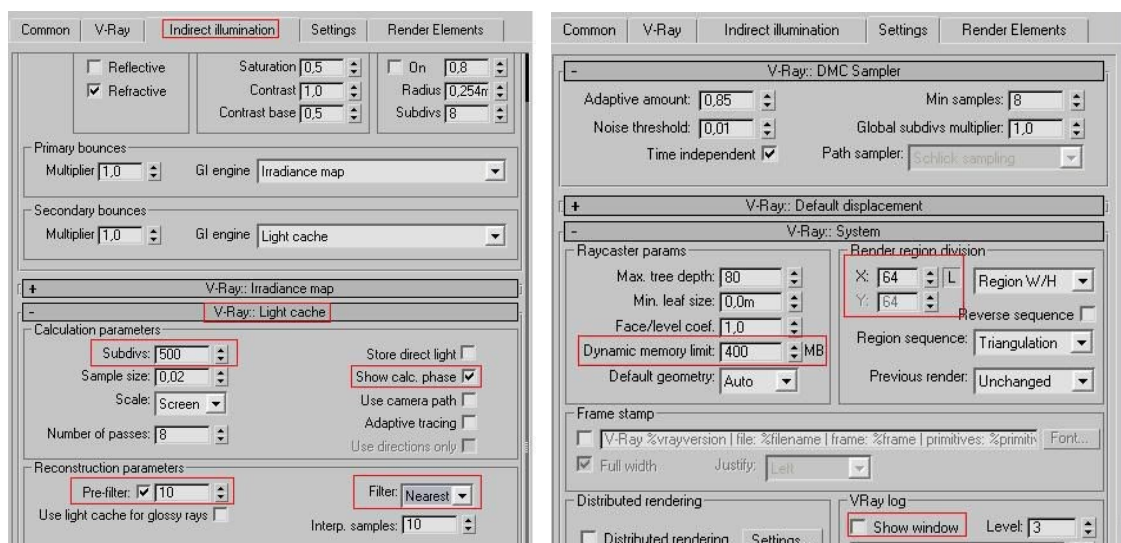 Common V-Ray Indirect illumination Settings Render Elements
Reflective Saturation 0,5 On 0,8
Refractive Contrast 1,0 Radius 0,254m
Contrast base 0,5 Subdivs 8
Primary bounces
Multiplier 1,0 GI engine Irradiance map
Secondary bounces
Multiplier 1,0 GI engine Light cache
+ V-Ray:: Irradiance map
- V-Ray:: Light cache
Calculation parameters
Subdivs: 500 Store direct light
Sample size: 0,02 Show calc. phase
Scale: Screen Use camera path
Adaptive tracing
Number of passes: 8
Use directions only
Reconstruction parameters
Pre-filter: 10 Filter: Nearest
Use light cache for glossy rays Interp. samples: 10
Common V-Ray Indirect illumination Settings Render Elements
- V-Ray:: DMC Sampler
Adaptive amount: 0,85 Min samples: 8
Noise threshold: 0,01 Global subdivs multiplier: 1,0
Time independent Path sampler: Schlick sampling
+ V-Ray:: Default displacement
- V-Ray:: System
Raycaster params Render region division
Max. tree depth: 80 X: 64 L Region W/H
Min. leaf size: 0,0m Y: 64
Face/level coef. 1,0 Reverse sequence
Dynamic memory limit: 400 MB Region sequence: Triangulation
Default geometry: Auto Previous render: Unchanged
Frame stamp
V-Ray %vrayversion | file: %filename | frame: %frame | primitives: %primitiv Font...
Full width Justify: Left
Distributed rendering VRay log
Distributed rendering Settings... Show window Level: 3